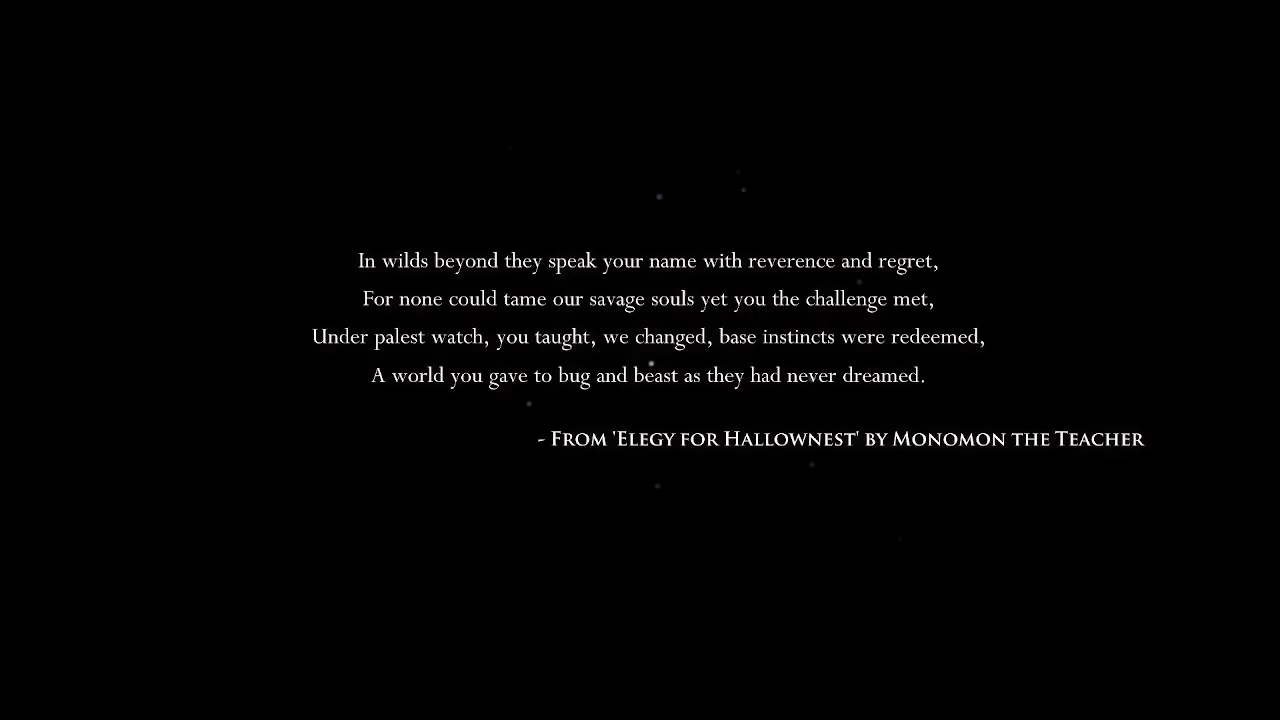 In wilds beyond they speak your name with reverence and regret,
For none could tame our savage souls yet you the challenge met,
Under palest watch, you taught, we changed, base instincts were redeemed,
A world you gave to bug and beast as they had never dreamed.
- From 'Elegy for Hallownest' by Monomon the Teacher